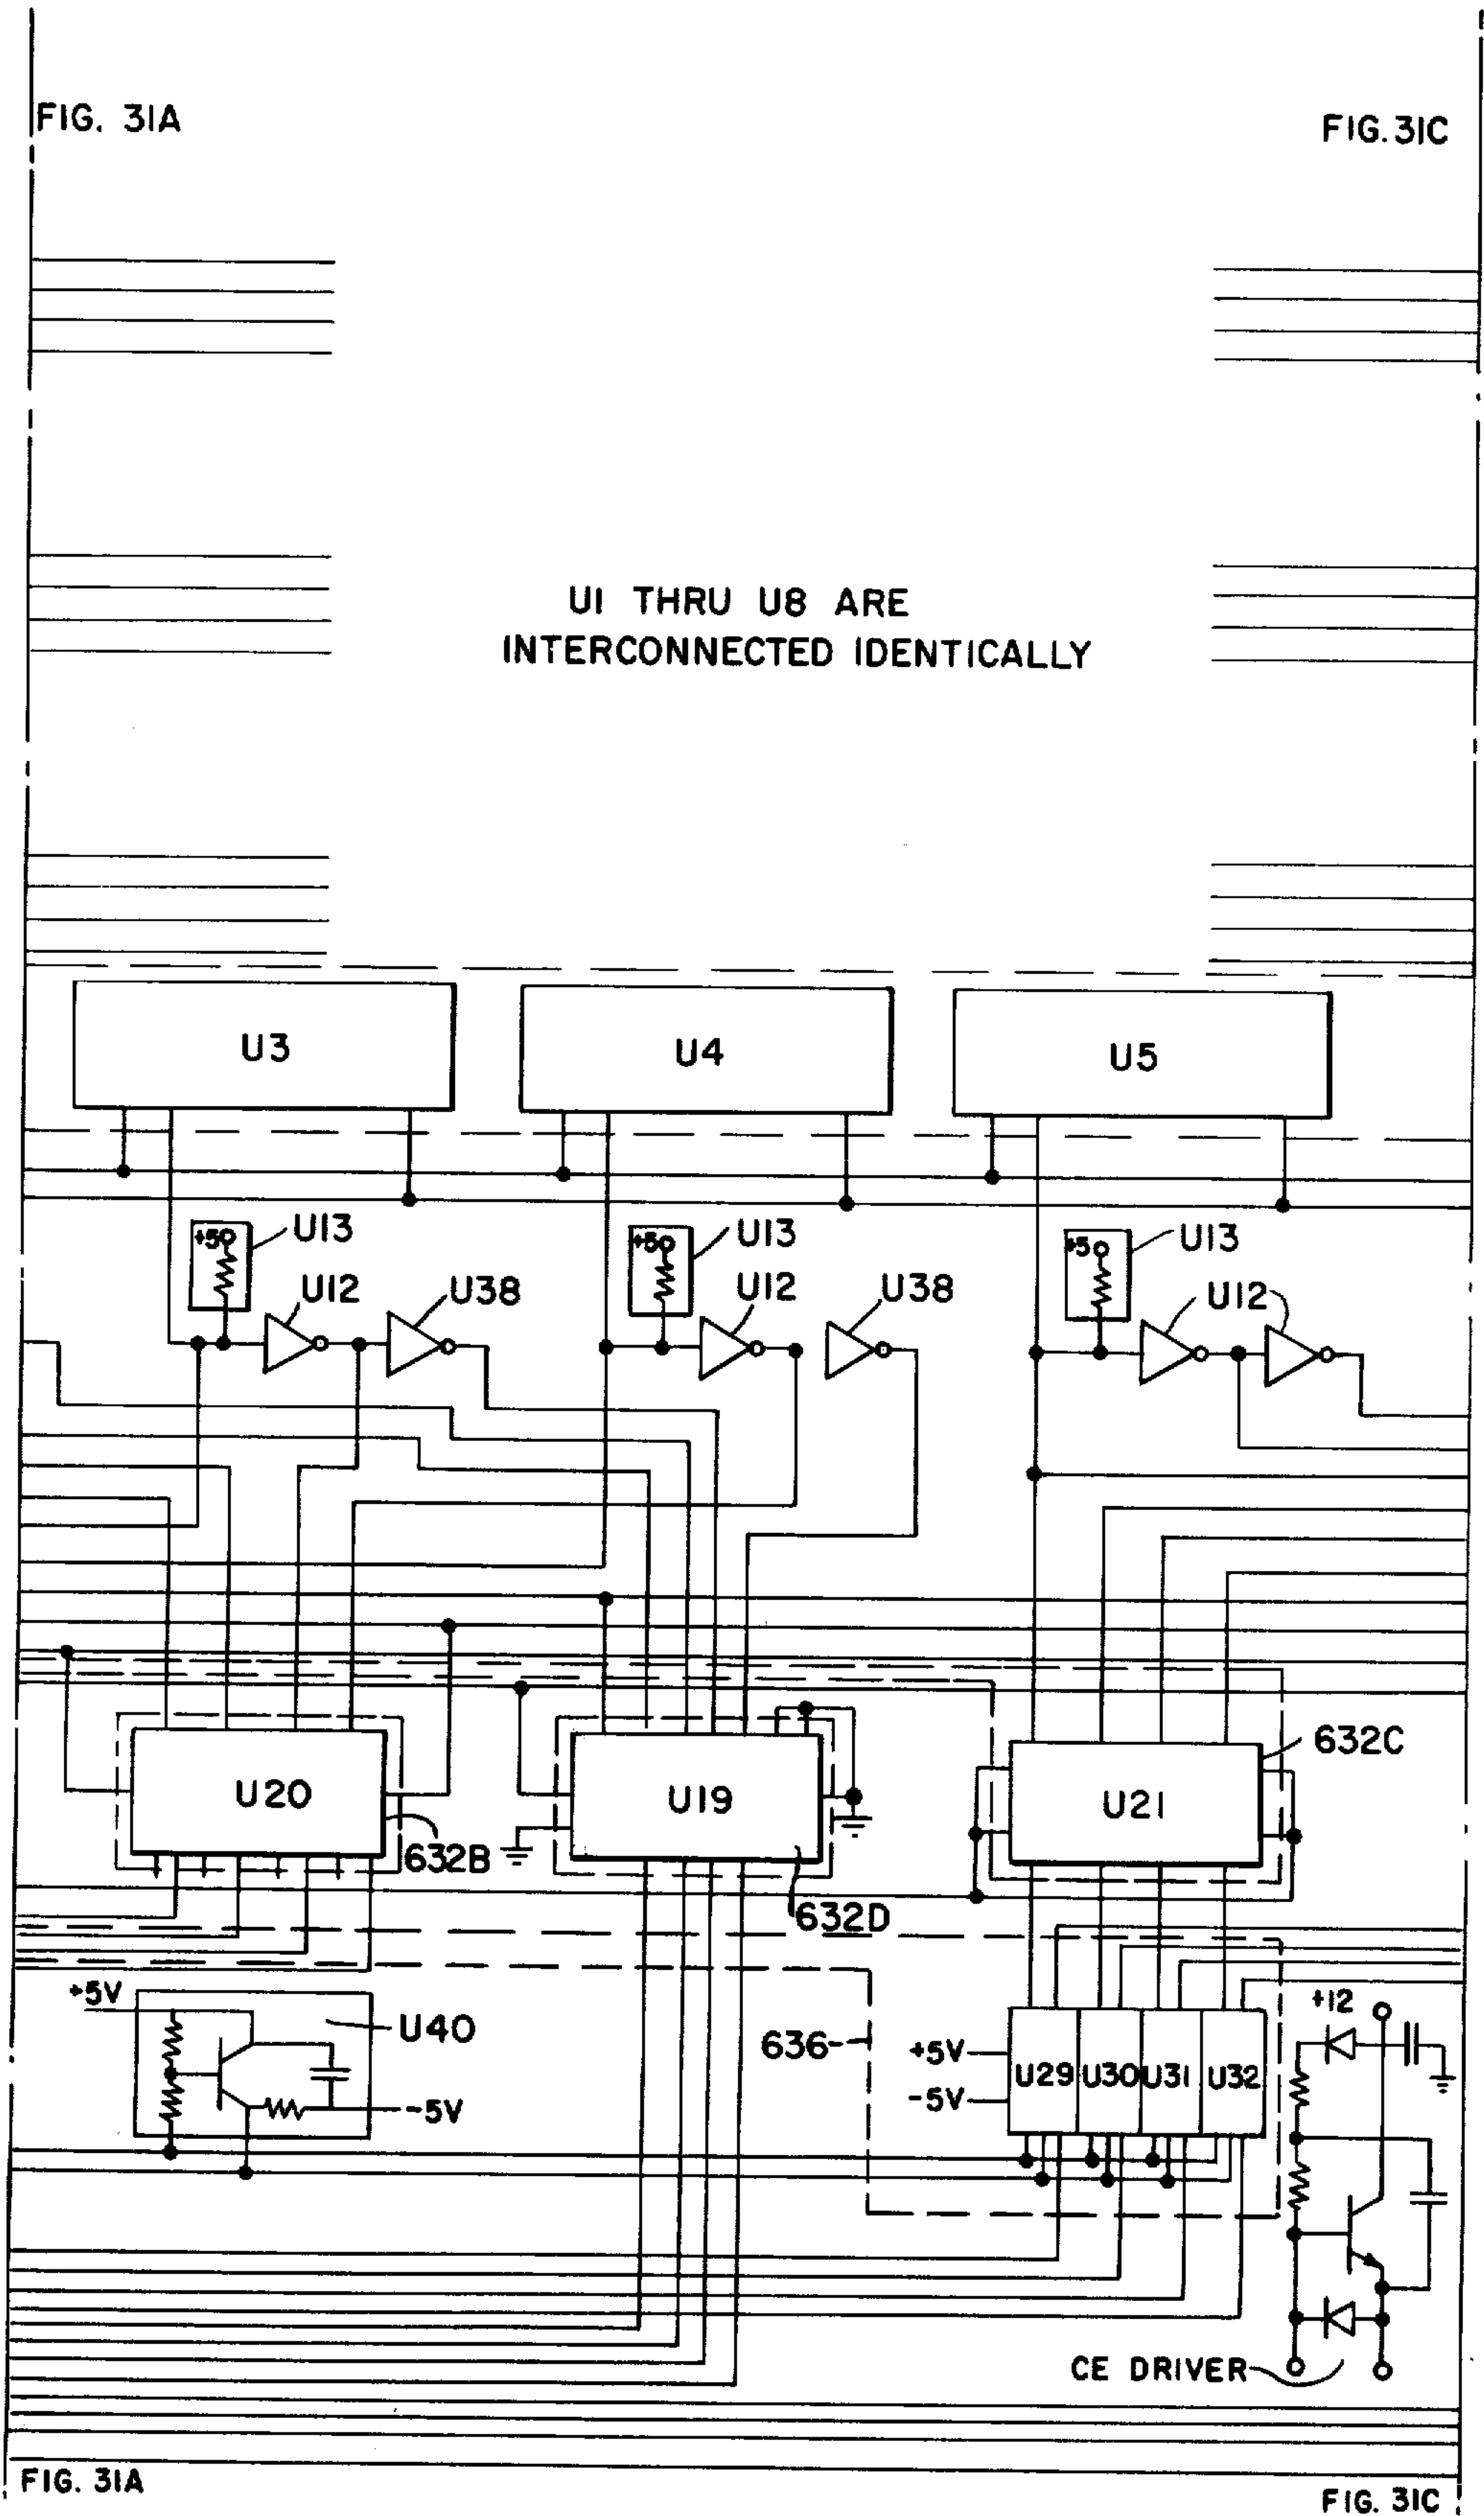 FIG. 31A
FIG. 31C
U1 THRU U8 ARE
INTERCONNECTED IDENTICALLY
U3
U4
U5
+5
U13
+5
U13
+5
U13
U12
U38
U12
U38
U12
632C
U20
U19
U21
632B
632D
+5V
U40
-5V
636
+5V
-5V
U29
U30
U31
U32
+12
CE DRIVER
FIG. 31A
FIG. 31C